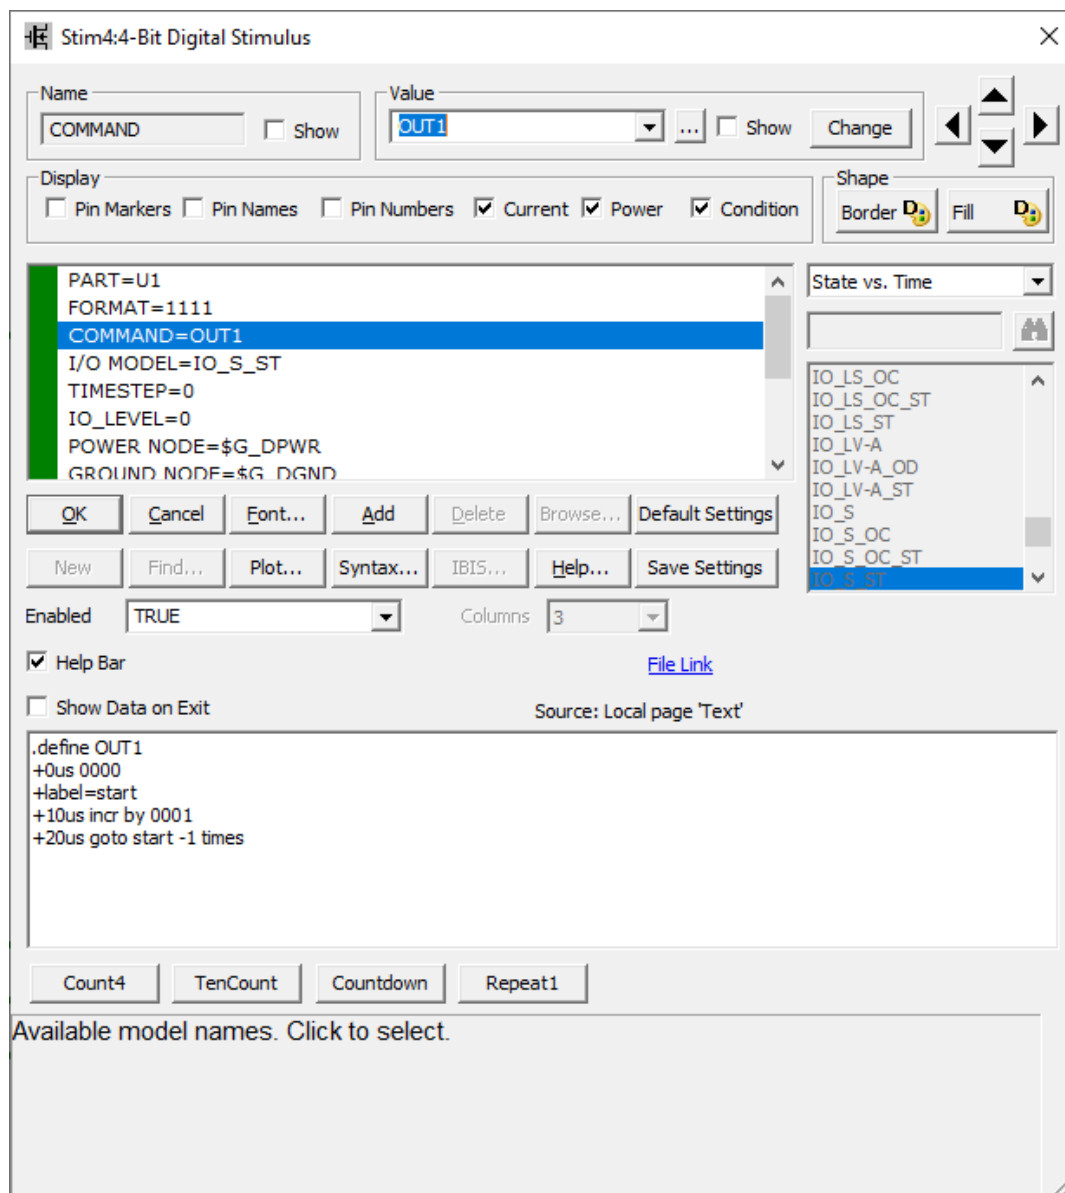 Stim4:4-Bit Digital Stimulus
Name
COMMAND
Show
Value
OUT1
...
Show
Change
Display
Pin Markers
Pin Names
Pin Numbers
Current
Power
Condition
Shape
Border
Fill
PART=U1
FORMAT=1111
COMMAND=OUT1
I/O MODEL=IO_S_ST
TIMESTEP=0
IO_LEVEL=0
POWER NODE=$G_DPWR
GROUND NODE=$G_DGND
State vs. Time
IO_LS_OC
IO_LS_OC_ST
IO_LS_ST
IO_LV-A
IO_LV-A_OD
IO_LV-A_ST
IO_S
IO_S_OC
IO_S_OC_ST
IO_S_ST
OK
Cancel
Font...
Add
Delete
Browse...
Default Settings
New
Find...
Plot...
Syntax...
IBIS...
Help...
Save Settings
Enabled
TRUE
Columns
3
Help Bar
File Link
Show Data on Exit
Source: Local page 'Text'
.define OUT1
+0us 0000
+label=start
+10us incr by 0001
+20us goto start -1 times
Count4
TenCount
Countdown
Repeat1
Available model names. Click to select.